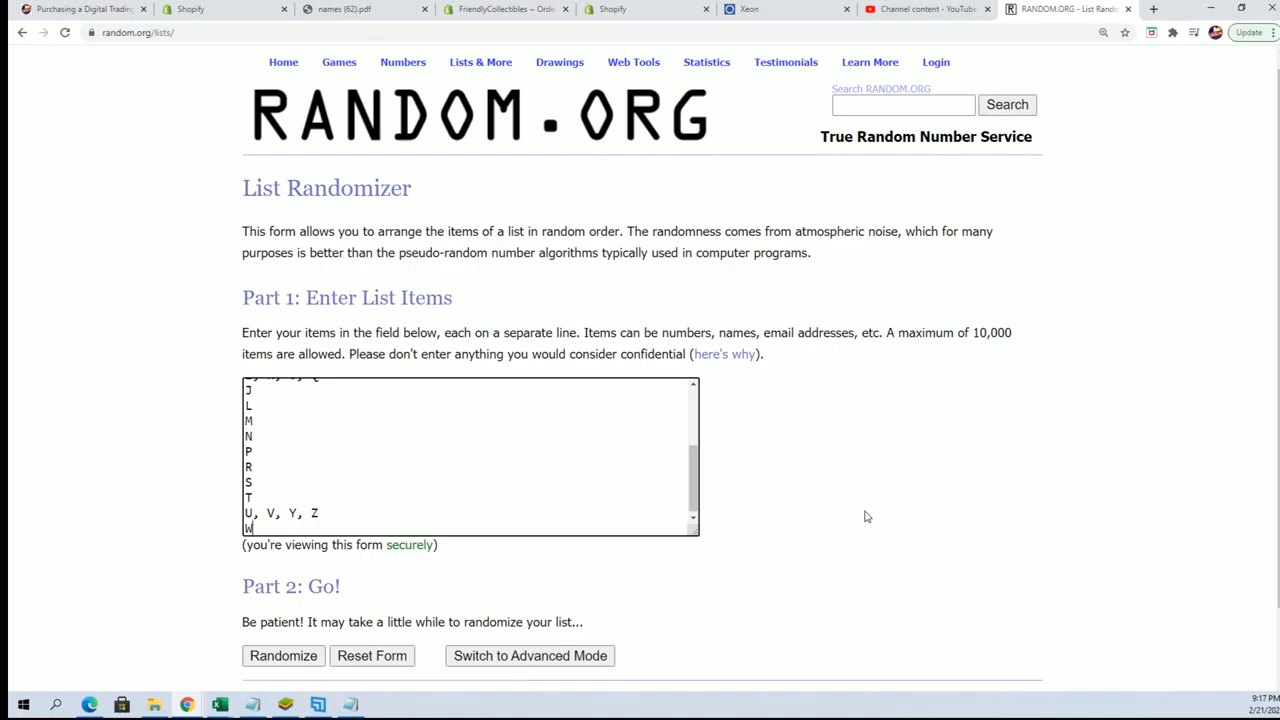 Purchasing a Digital Trading
Shopify
names (62).pdf
FriendlyCollectibles ~ Orde
Shopify
Xeon
Channel content - YouTube
RANDOM.ORG - List Rando
random.org/lists/
Update
Home Games Numbers Lists & More Drawings Web Tools Statistics Testimonials Learn More Login
RANDOM.ORG
Search RANDOM.ORG
Search
True Random Number Service
List Randomizer
This form allows you to arrange the items of a list in random order. The randomness comes from atmospheric noise, which for many
purposes is better than the pseudo-random number algorithms typically used in computer programs.
Part 1: Enter List Items
Enter your items in the field below, each on a separate line. Items can be numbers, names, email addresses, etc. A maximum of 10,000
items are allowed. Please don't enter anything you would consider confidential (here's why).
J
L
M
N
P
R
S
T
U, V, Y, Z
W
(you're viewing this form securely)
Part 2: Go!
Be patient! It may take a little while to randomize your list...
Randomize Reset Form Switch to Advanced Mode
9:17 PM
2/21/202